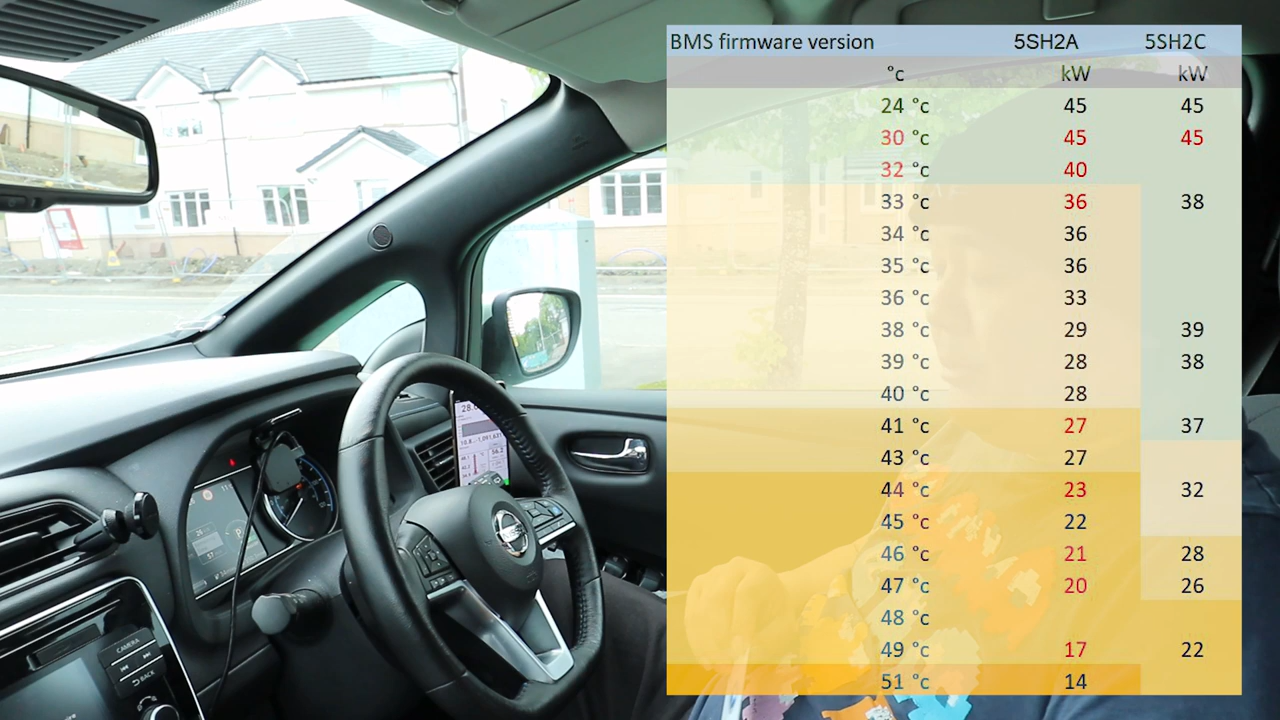 BMS firmware version 5SH2A 5SH2C
°c kW kW
24 °c 45 45
30 °c 45 45
32 °c 40
33 °c 36 38
34 °c 36
35 °c 36
36 °c 33
38 °c 29 39
39 °c 28 38
40 °c 28
41 °c 27 37
43 °c 27
44 °c 23 32
45 °c 22
46 °c 21 28
47 °c 20 26
48 °c
49 °c 17 22
51 °c 14
CAMERA
BACK